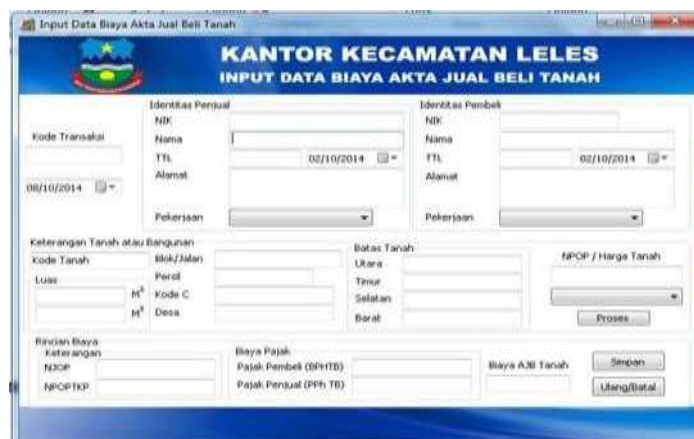 Input Data Biaya Akta Jual Beli Tanah
KANTOR KECAMATAN LELES
INPUT DATA BIAYA AKTA JUAL BELI TANAH
Kode Transaksi
08/10/2014
Identitas Penjual
NIK
Nama
TTL 02/10/2014
Alamat
Pekerjaan
Identitas Pembeli
NIK
Nama
TTL 02/10/2014
Alamat
Pekerjaan
Keterangan Tanah atau Bangunan
Kode Tanah
Luas
M²
M²
Blok/Jalan
Persil
Kode C
Desa
Batas Tanah
Utara
Timur
Selatan
Barat
NPOP / Harga Tanah
Proses
Rincian Biaya
Keterangan
NJOP
NPOPTKP
Biaya Pajak
Pajak Pembeli (BPHTB)
Pajak Penjual (PPh TB)
Biaya AJB Tanah
Simpan
Ulang/Batal